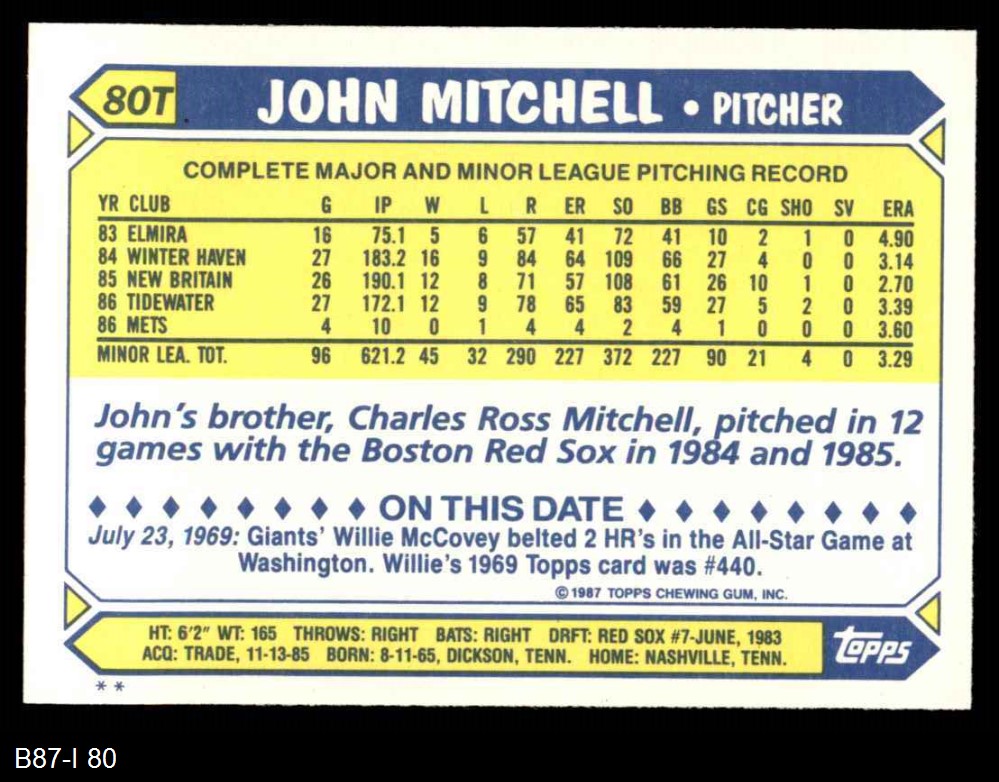 80T JOHN MITCHELL • PITCHER
COMPLETE MAJOR AND MINOR LEAGUE PITCHING RECORD
YR CLUB G IP W L R ER SO BB GS CG SHO SV ERA
83 ELMIRA 16 75.1 5 6 57 41 72 41 10 2 1 0 4.90
84 WINTER HAVEN 27 183.2 16 9 84 64 109 66 27 4 0 0 3.14
85 NEW BRITAIN 26 190.1 12 8 71 57 108 61 26 10 1 0 2.70
86 TIDEWATER 27 172.1 12 9 78 65 83 59 27 5 2 0 3.39
86 METS 4 10 0 1 4 4 2 4 1 0 0 0 3.60
MINOR LEA. TOT. 96 621.2 45 32 290 227 372 227 90 21 4 0 3.29
John's brother, Charles Ross Mitchell, pitched in 12
games with the Boston Red Sox in 1984 and 1985.
♦ ♦ ♦ ♦ ♦ ♦ ♦ ♦ ON THIS DATE ♦ ♦ ♦ ♦ ♦ ♦ ♦ ♦
July 23, 1969: Giants' Willie McCovey belted 2 HR's in the All-Star Game at
Washington. Willie's 1969 Topps card was #440.
© 1987 TOPPS CHEWING GUM, INC.
HT: 6'2" WT: 165 THROWS: RIGHT BATS: RIGHT DRFT: RED SOX #7-JUNE, 1983
ACQ: TRADE, 11-13-85 BORN: 8-11-65, DICKSON, TENN. HOME: NASHVILLE, TENN.
TOPPS
* *
B87-I 80